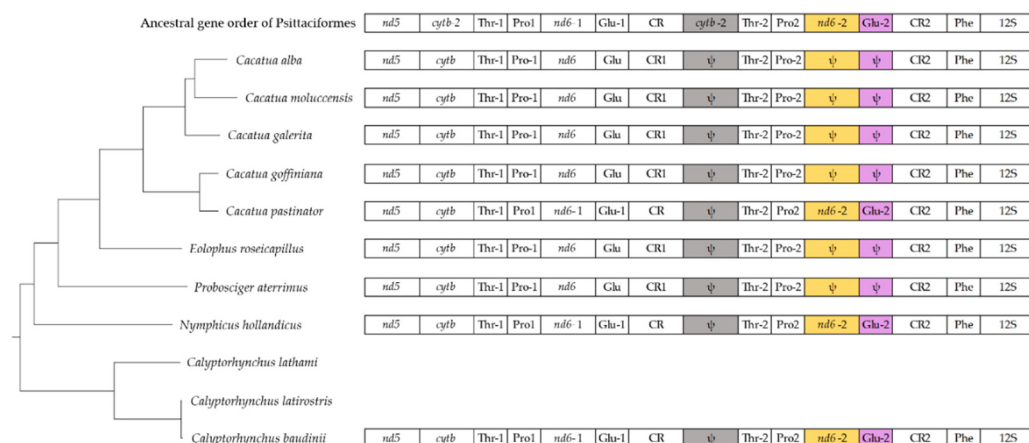 Ancestral gene order of Psittaciformes nd5 cytb-2 Thr-1 Pro1 nd6-1 Glu-1 CR cytb-2 Thr-2 Pro2 nd6-2 Glu-2 CR2 Phe 12S
Cacatua alba nd5 cytb Thr-1 Pro-1 nd6 Glu CR1 ψ Thr-2 Pro-2 ψ ψ CR2 Phe 12S
Cacatua moluccensis nd5 cytb Thr-1 Pro-1 nd6 Glu CR1 ψ Thr-2 Pro-2 ψ ψ CR2 Phe 12S
Cacatua galerita nd5 cytb Thr-1 Pro-1 nd6 Glu CR1 ψ Thr-2 Pro-2 ψ ψ CR2 Phe 12S
Cacatua goffiniana nd5 cytb Thr-1 Pro-1 nd6 Glu CR1 ψ Thr-2 Pro-2 ψ ψ CR2 Phe 12S
Cacatua pastinator nd5 cytb Thr-1 Pro1 nd6-1 Glu-1 CR ψ Thr-2 Pro2 nd6-2 Glu-2 CR2 Phe 12S
Eolophus roseicapillus nd5 cytb Thr-1 Pro-1 nd6 Glu CR1 ψ Thr-2 Pro-2 ψ ψ CR2 Phe 12S
Probosciger aterrimus nd5 cytb Thr-1 Pro-1 nd6 Glu CR1 ψ Thr-2 Pro-2 ψ ψ CR2 Phe 12S
Nymphicus hollandicus nd5 cytb Thr-1 Pro1 nd6-1 Glu-1 CR ψ Thr-2 Pro2 nd6-2 Glu-2 CR2 Phe 12S
Calyptorhynchus lathami
Calyptorhynchus latirostris
Calyptorhynchus baudinii nd5 cytb Thr-1 Pro1 nd6-1 Glu-1 CR ψ Thr-2 Pro2 nd6-2 Glu-2 CR2 Phe 12S